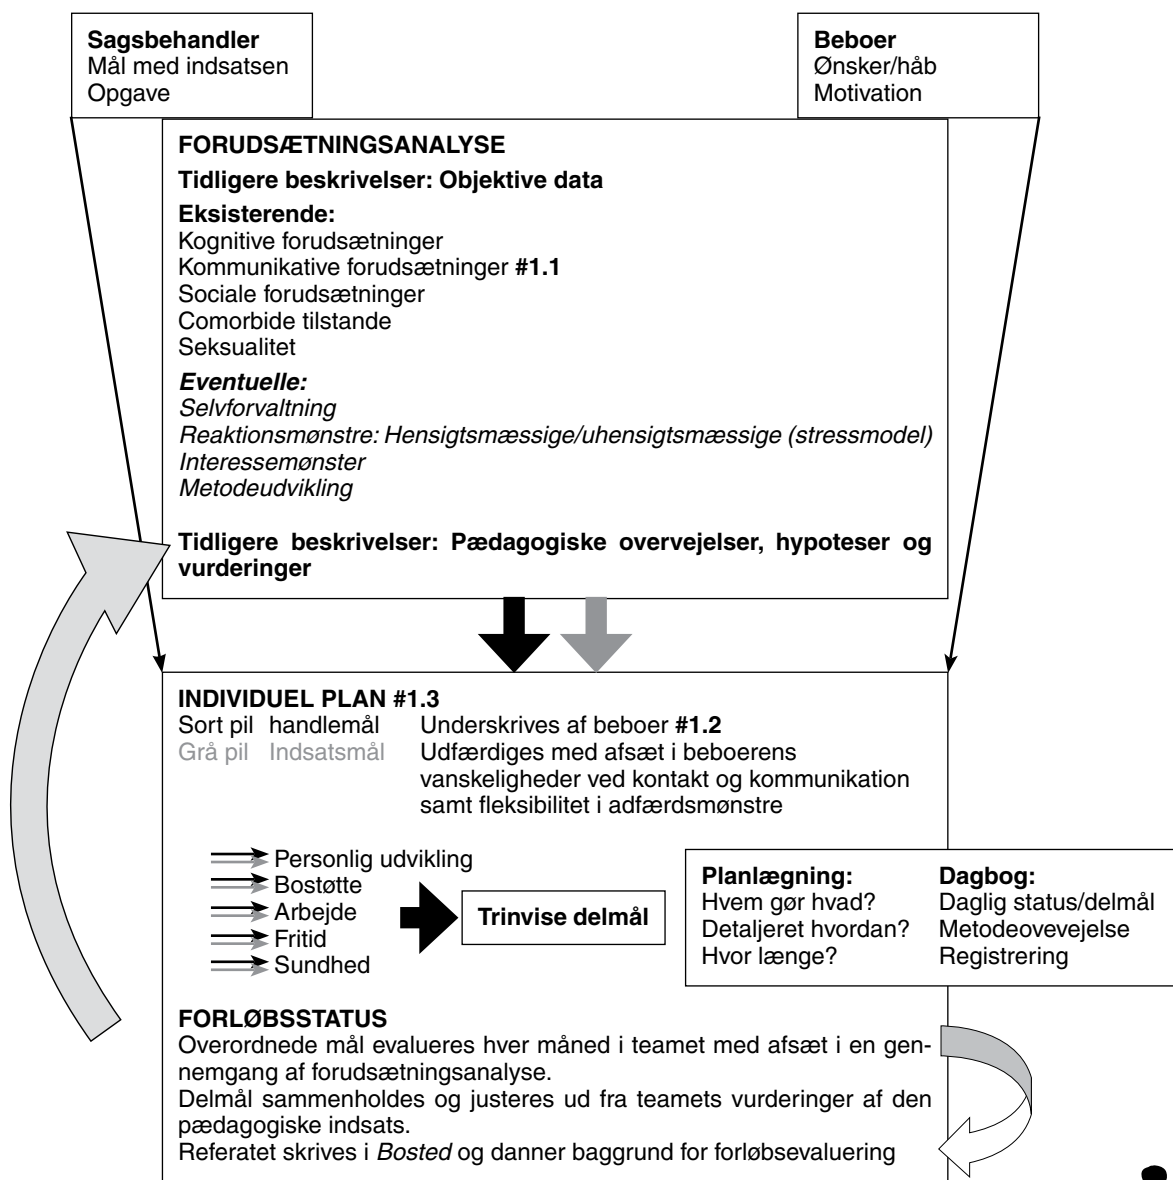 Sagsbehandler
Mål med indsatsen
Opgave
Beboer
Ønsker/håb
Motivation
FORUDSÆTNINGSANALYSE
Tidligere beskrivelser: Objektive data
Eksisterende:
Kognitive forudsætninger
Kommunikative forudsætninger #1.1
Sociale forudsætninger
Comorbide tilstande
Seksualitet
Eventuelle:
Selvforvaltning
Reaktionsmønstre: Hensigtsmæssige/uhensigtsmæssige (stressmodel)
Interessemønster
Metodeudvikling
Tidligere beskrivelser: Pædagogiske overvejelser, hypoteser og
vurderinger
INDIVIDUEL PLAN #1.3
Sort pil handlemål Underskrives af beboer #1.2
Grå pil Indsatsmål Udfærdiges med afsæt i beboerens
vanskeligheder ved kontakt og kommunikation
samt fleksibilitet i adfærdsmønstre
Personlig udvikling
Bostøtte
Arbejde
Fritid
Sundhed
Trinvise delmål
Planlægning:
Hvem gør hvad?
Detaljeret hvordan?
Hvor længe?
Dagbog:
Daglig status/delmål
Metodeovevejelse
Registrering
FORLØBSSTATUS
Overordnede mål evalueres hver måned i teamet med afsæt i en gen-
nemgang af forudsætningsanalyse.
Delmål sammenholdes og justeres ud fra teamets vurderinger af den
pædagogiske indsats.
Referatet skrives i Bosted og danner baggrund for forløbsevaluering